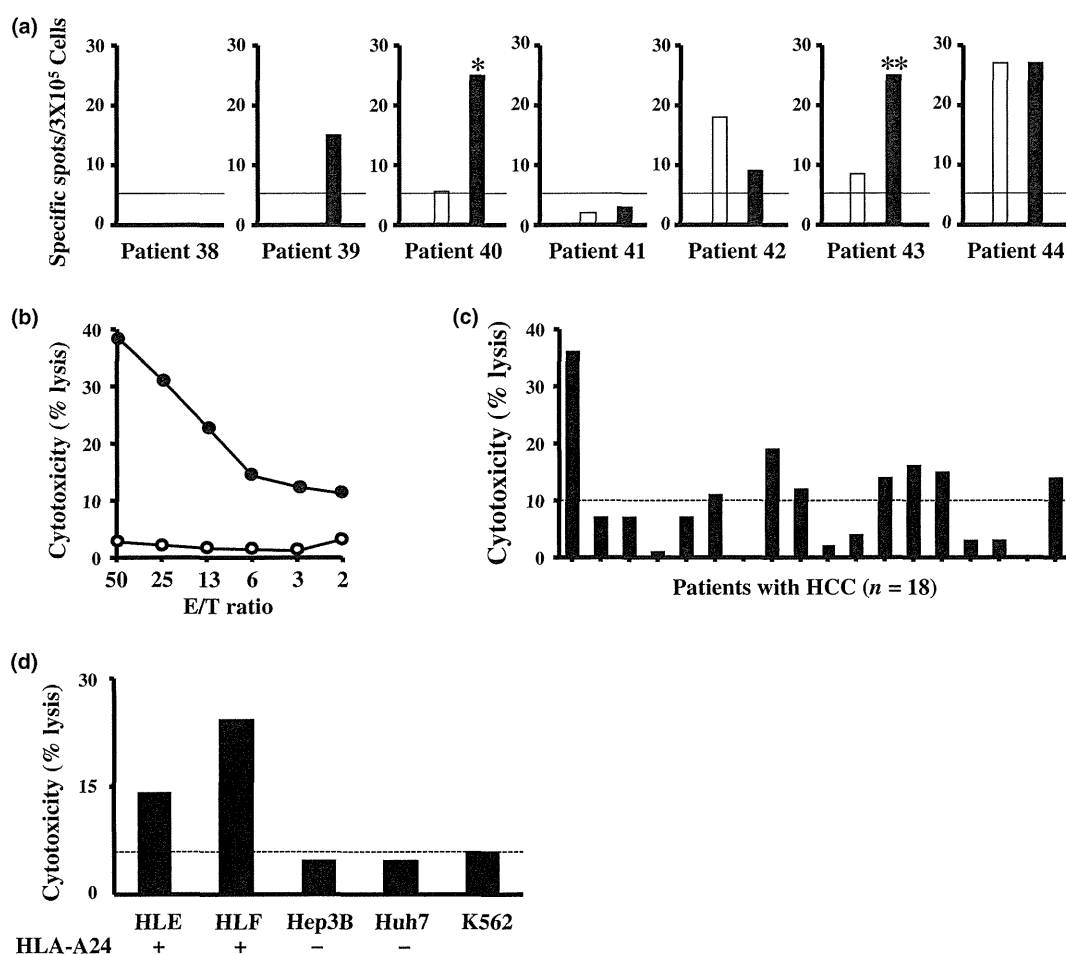 (a)
Specific spots/3X10⁵ Cells
30 30 30 30 30 30 30
20 20 20 20 20 20 20
10 10 10 10 10 10 10
0 0 0 0 0 0 0
* **
Patient 38 Patient 39 Patient 40 Patient 41 Patient 42 Patient 43 Patient 44
(b)
Cytotoxicity (% lysis)
40
30
20
10
0
50 25 13 6 3 2
E/T ratio
(c)
Cytotoxicity (% lysis)
40
30
20
10
0
Patients with HCC (n = 18)
(d)
Cytotoxicity (% lysis)
30
15
0
HLE HLF Hep3B Huh7 K562
HLA-A24 + + – –